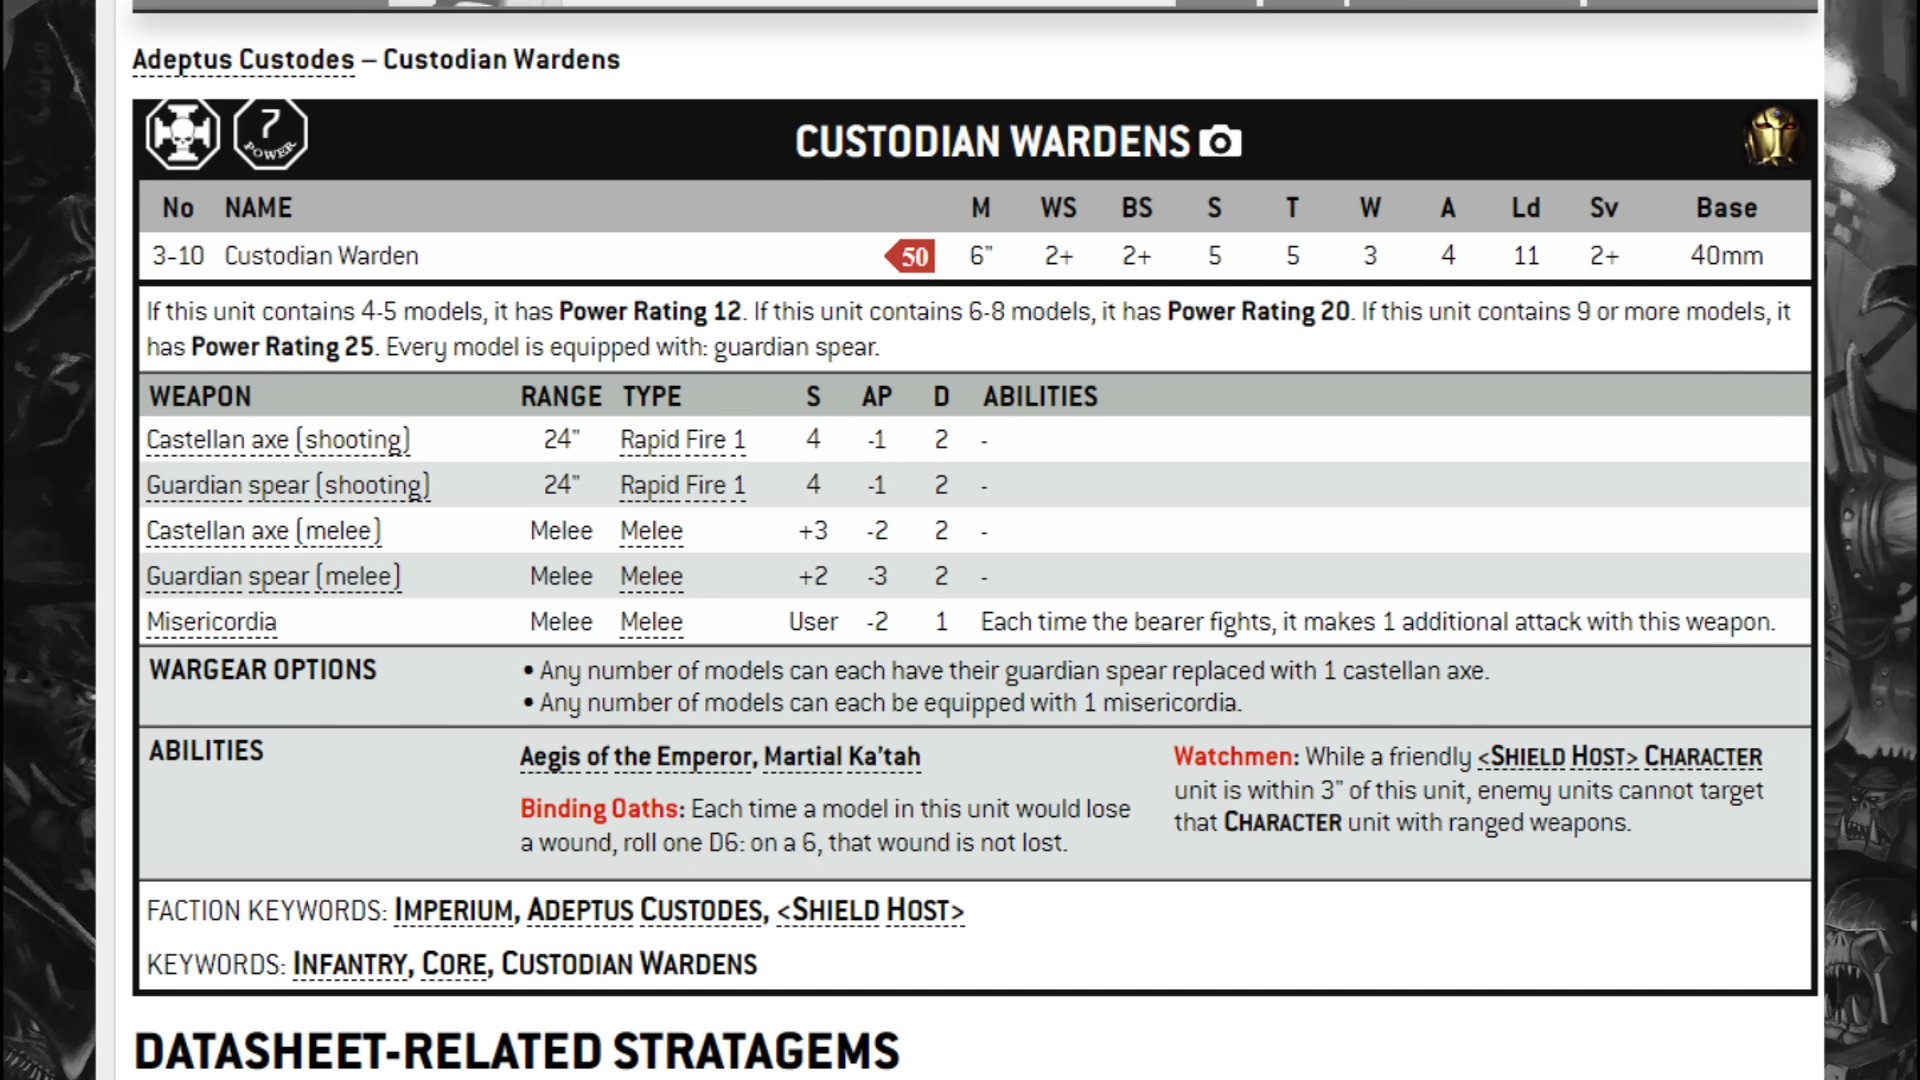 Adeptus Custodes – Custodian Wardens
7
POWER
CUSTODIAN WARDENS
No NAME M WS BS S T W A Ld Sv Base
3-10 Custodian Warden 50 6" 2+ 2+ 5 5 3 4 11 2+ 40mm
If this unit contains 4-5 models, it has Power Rating 12. If this unit contains 6-8 models, it has Power Rating 20. If this unit contains 9 or more models, it
has Power Rating 25. Every model is equipped with: guardian spear.
WEAPON RANGE TYPE S AP D ABILITIES
Castellan axe (shooting) 24" Rapid Fire 1 4 -1 2 -
Guardian spear (shooting) 24" Rapid Fire 1 4 -1 2 -
Castellan axe (melee) Melee Melee +3 -2 2 -
Guardian spear (melee) Melee Melee +2 -3 2 -
Misericordia Melee Melee User -2 1 Each time the bearer fights, it makes 1 additional attack with this weapon.
WARGEAR OPTIONS
• Any number of models can each have their guardian spear replaced with 1 castellan axe.
• Any number of models can each be equipped with 1 misericordia.
ABILITIES
Aegis of the Emperor, Martial Ka'tah
Binding Oaths: Each time a model in this unit would lose
a wound, roll one D6: on a 6, that wound is not lost.
Watchmen: While a friendly <SHIELD HOST> CHARACTER
unit is within 3" of this unit, enemy units cannot target
that CHARACTER unit with ranged weapons.
FACTION KEYWORDS: IMPERIUM, ADEPTUS CUSTODES, <SHIELD HOST>
KEYWORDS: INFANTRY, CORE, CUSTODIAN WARDENS
DATASHEET-RELATED STRATAGEMS